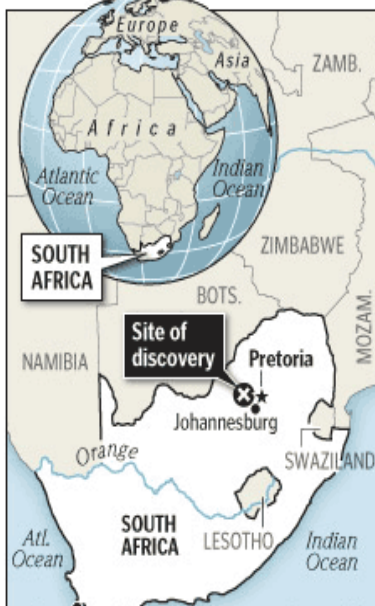 Europe
Asia
Africa
Atlantic
Ocean
Indian
Ocean
SOUTH
AFRICA
ZAMB.
ZIMBABWE
BOTS.
MOZAM.
NAMIBIA
Site of
discovery
Pretoria
Johannesburg
SWAZILAND
Orange
SOUTH
AFRICA
LESOTHO
Atl.
Ocean
Indian
Ocean